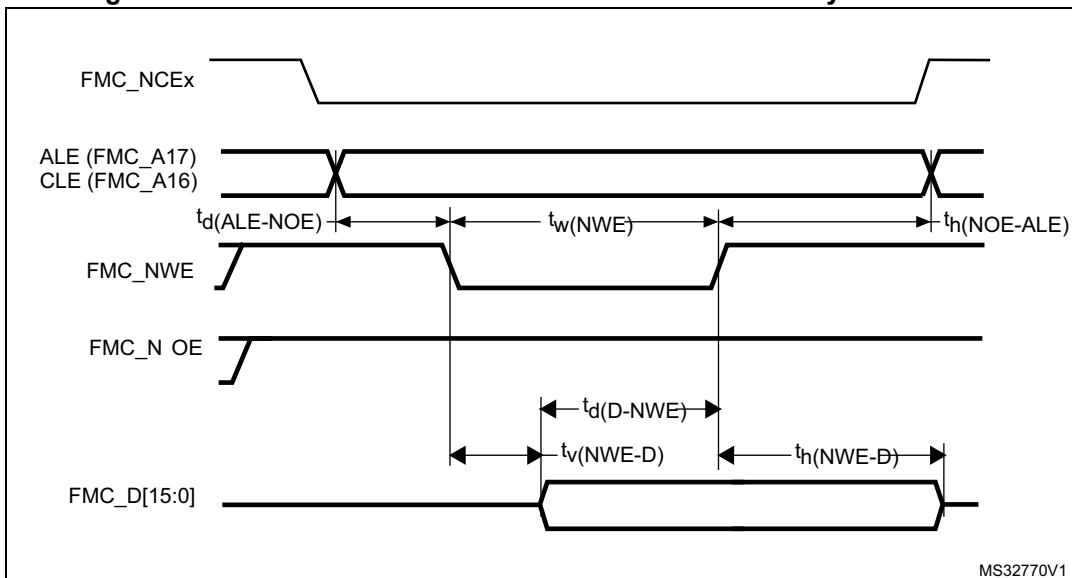 FMC_NCEx
ALE (FMC_A17)
CLE (FMC_A16)
td(ALE-NOE)
tw(NWE)
th(NOE-ALE)
FMC_NWE
FMC_N OE
td(D-NWE)
tv(NWE-D)
th(NWE-D)
FMC_D[15:0]
MS32770V1